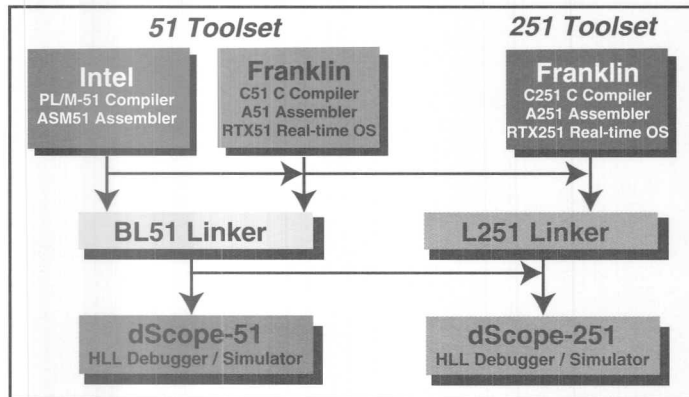 51 Toolset
251 Toolset
Intel
PL/M-51 Compiler
ASM51 Assembler
Franklin
C51 C Compiler
A51 Assembler
RTX51 Real-time OS
Franklin
C251 C Compiler
A251 Assembler
RTX251 Real-time OS
BL51 Linker
L251 Linker
dScope-51
HLL Debugger / Simulator
dScope-251
HLL Debugger / Simulator